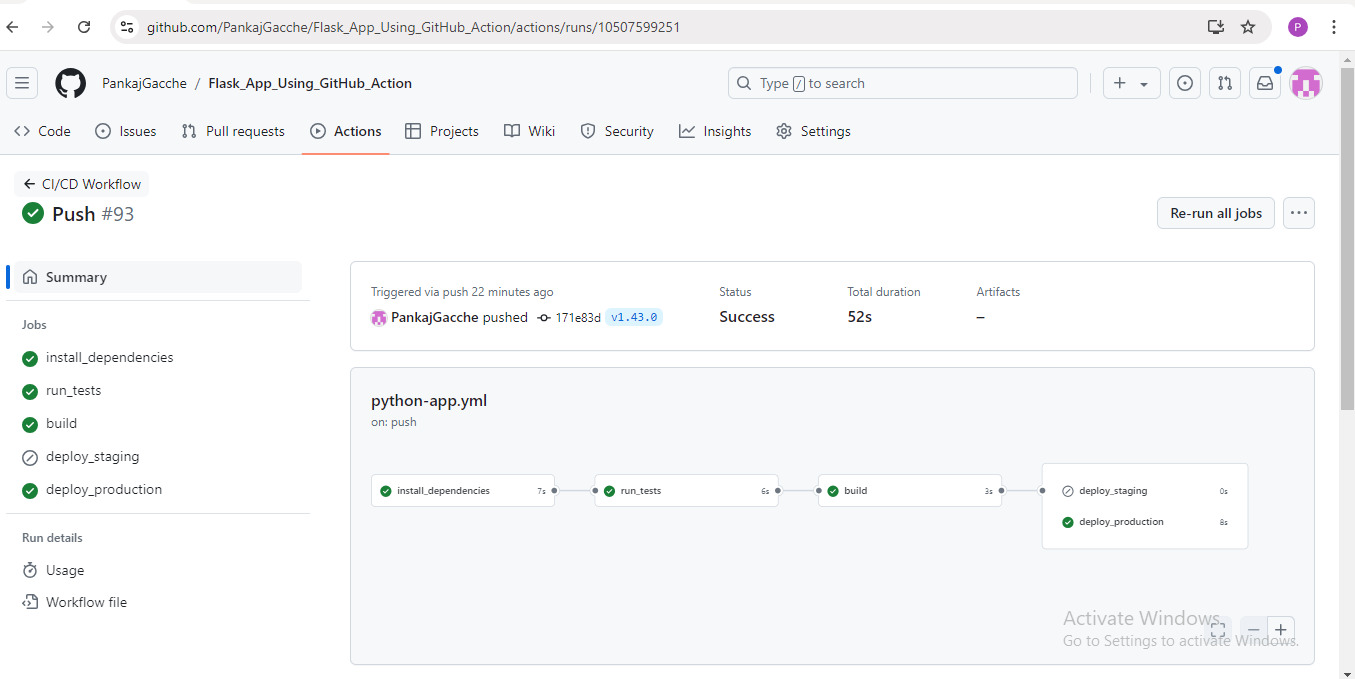 github.com/PankajGacche/Flask_App_Using_GitHub_Action/actions/runs/10507599251
P
PankajGacche / Flask_App_Using_GitHub_Action
Type / to search
Code Issues Pull requests Actions Projects Wiki Security Insights Settings
CI/CD Workflow
Push #93
Re-run all jobs
Summary
Jobs
install_dependencies
run_tests
build
deploy_staging
deploy_production
Run details
Usage
Workflow file
Triggered via push 22 minutes ago
PankajGacche pushed 171e83d v1.43.0
Status
Success
Total duration
52s
Artifacts
–
python-app.yml
on: push
install_dependencies 7s
run_tests 6s
build 3s
deploy_staging 0s
deploy_production 8s
Activate Windows
Go to Settings to activate Windows.